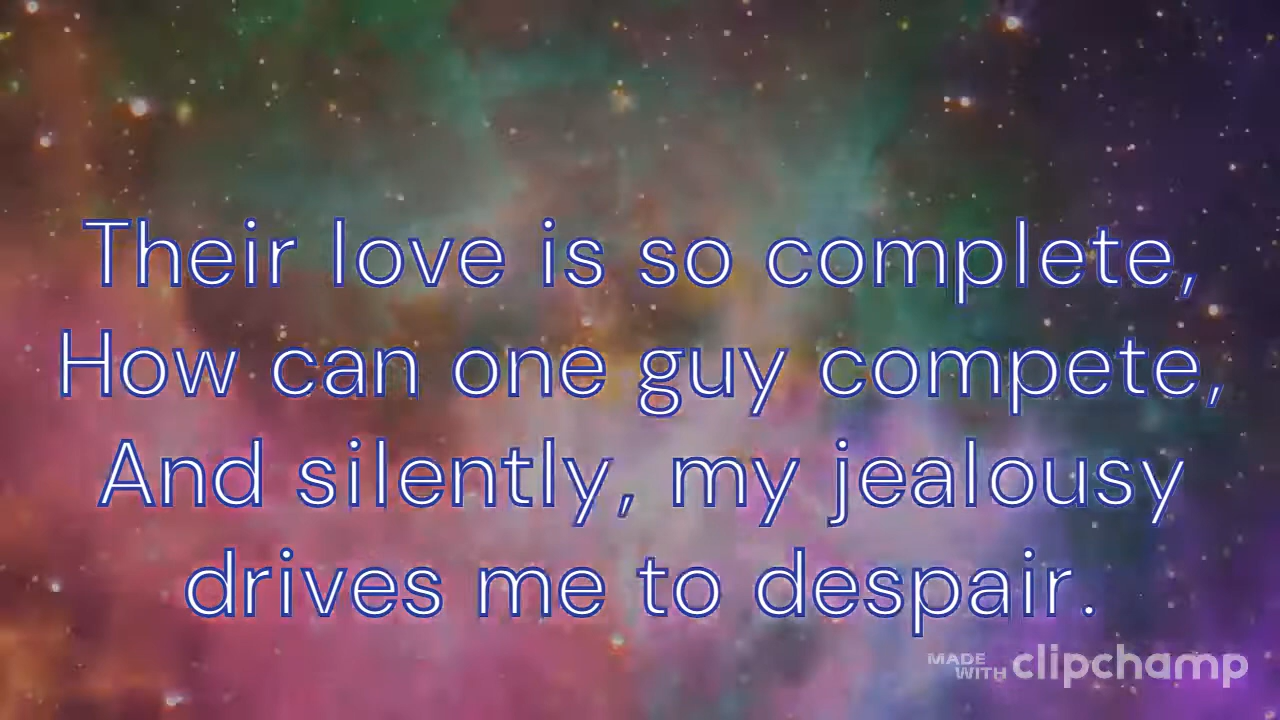 Their love is so complete,
How can one guy compete,
And silently, my jealousy
drives me to despair.
MADE WITH clipchamp